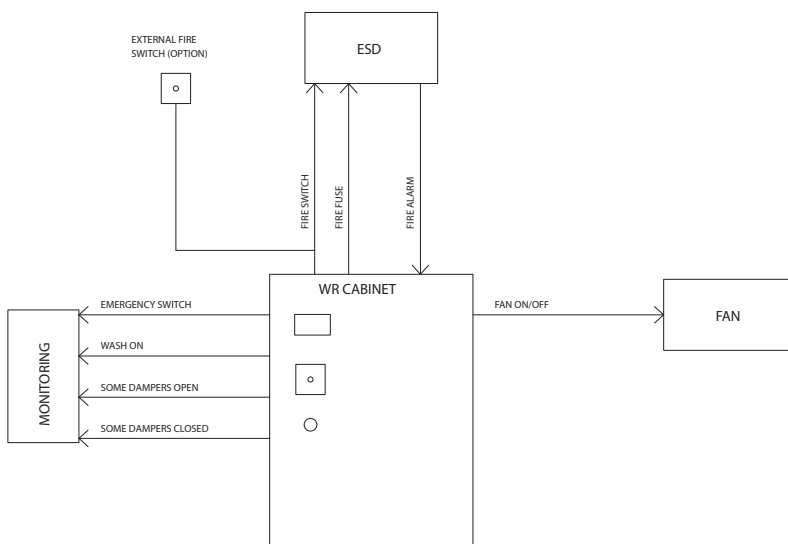 EXTERNAL FIRE
SWITCH (OPTION)
ESD
FIRE SWITCH
FIRE FUSE
FIRE ALARM
WR CABINET
EMERGENCY SWITCH
WASH ON
SOME DAMPERS OPEN
SOME DAMPERS CLOSED
MONITORING
FAN ON/OFF
FAN